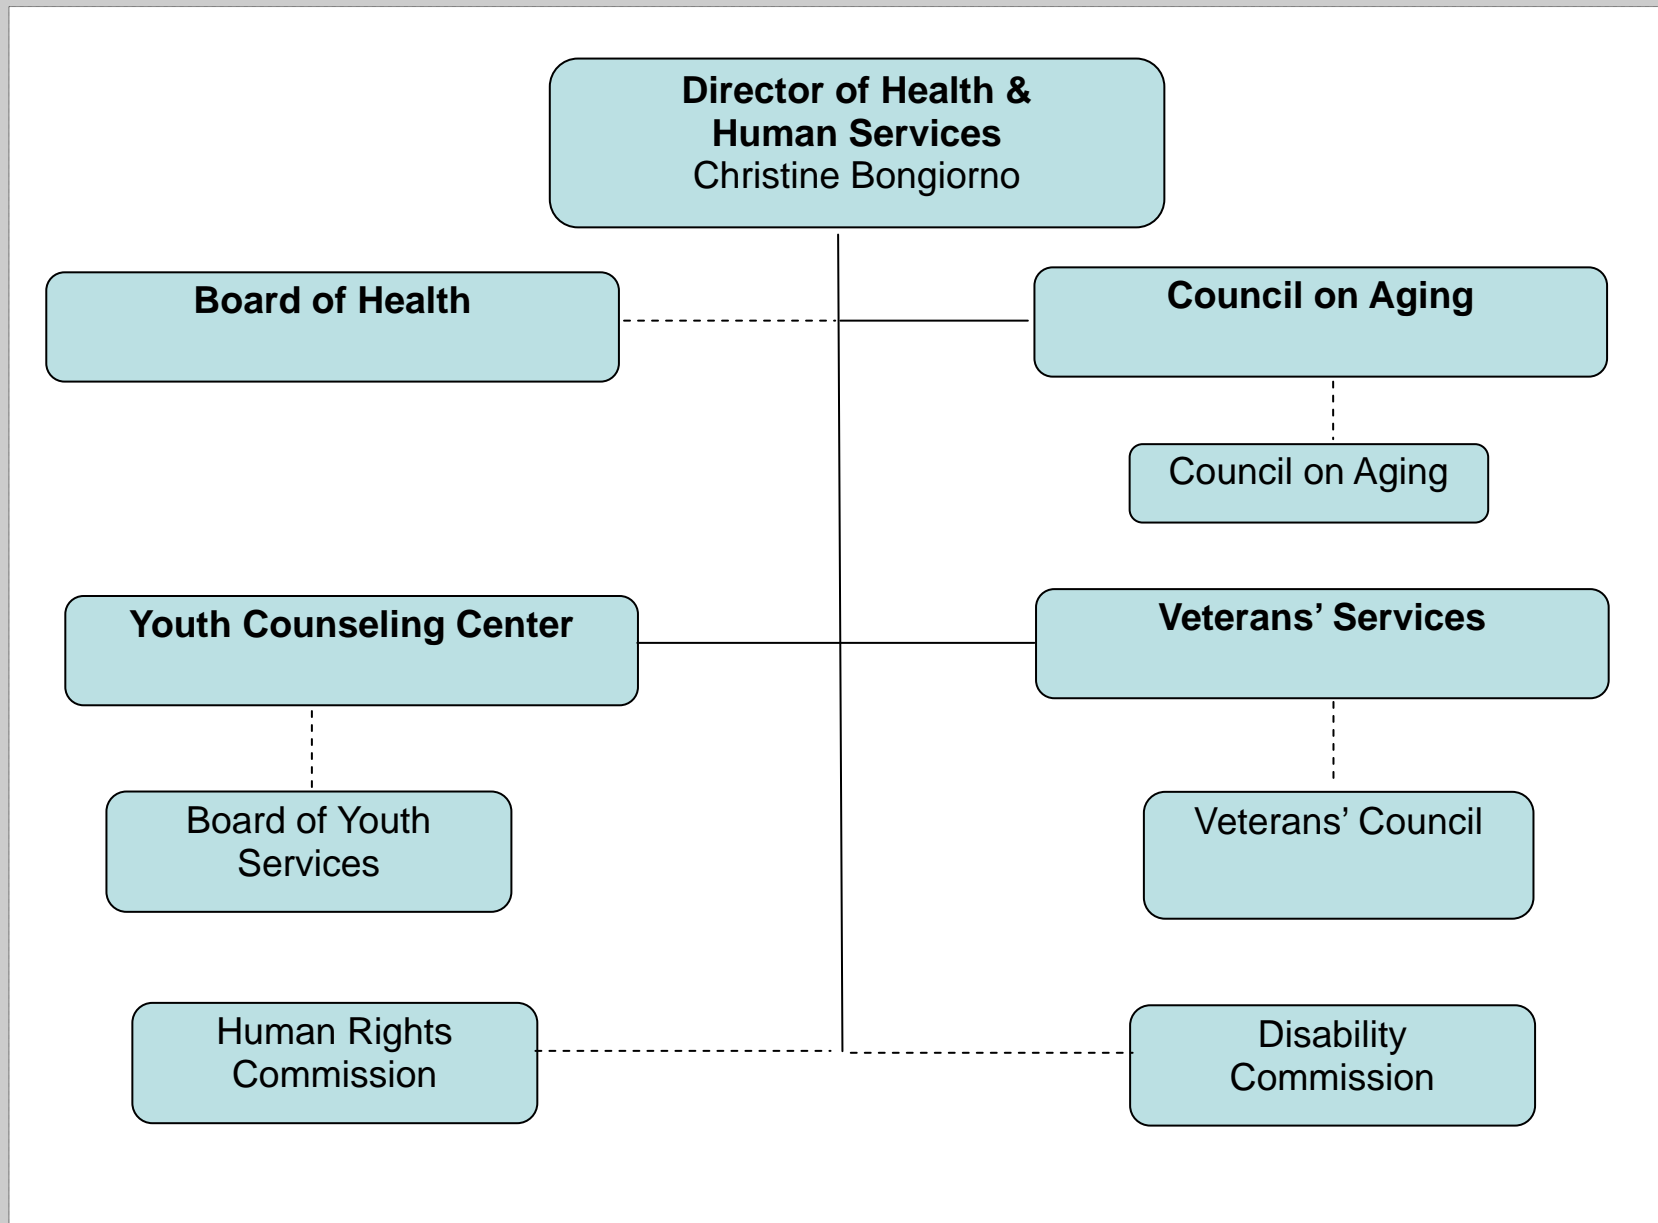 Director of Health &
Human Services
Christine Bongiorno
Board of Health
Council on Aging
Council on Aging
Youth Counseling Center
Veterans’ Services
Board of Youth
Services
Veterans’ Council
Human Rights
Commission
Disability
Commission